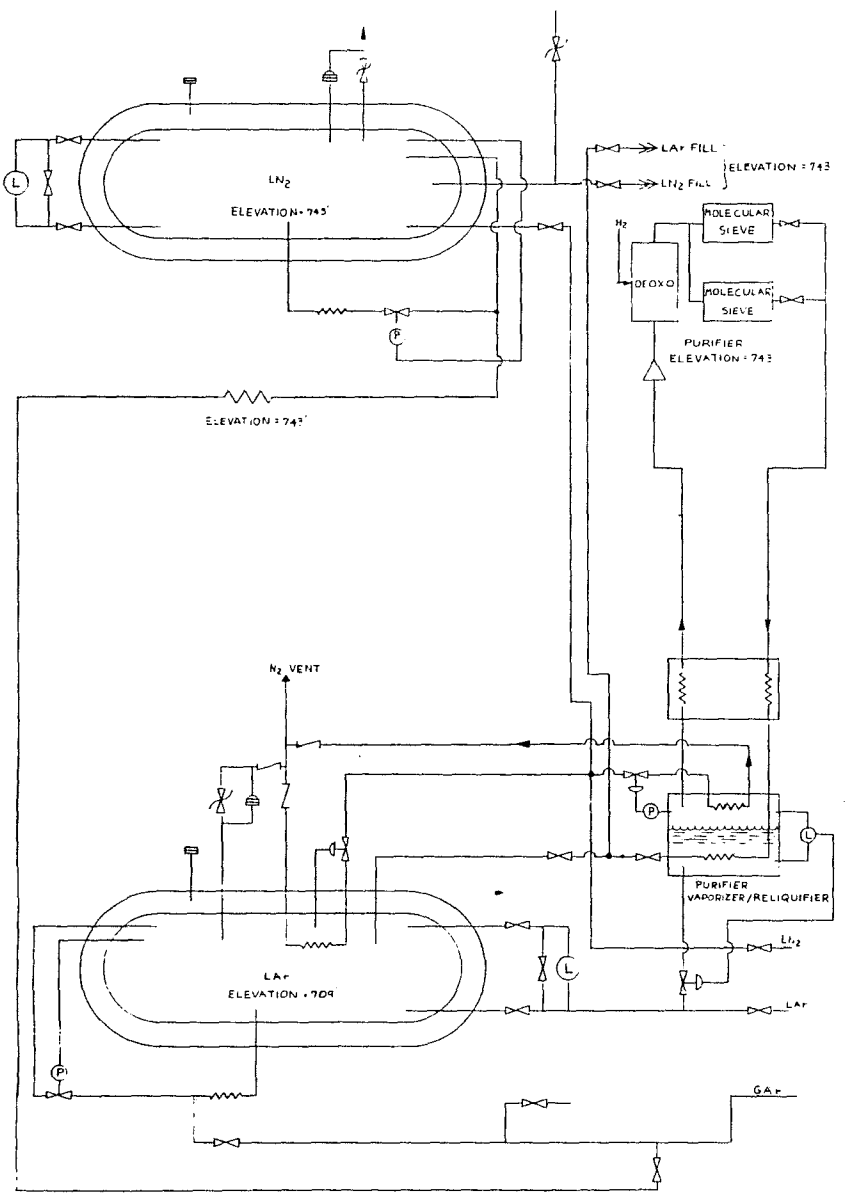 LN₂
ELEVATION=743'
L
P
ELEVATION=743'
LAr FILL
LN₂ FILL
ELEVATION=743
H₂
DEOXO
MOLECULAR
SIEVE
MOLECULAR
SIEVE
PURIFIER
ELEVATION=743
N₂ VENT
P
L
PURIFIER
VAPORIZER/RELIQUIFIER
LAr
ELEVATION=709'
L
P
LN₂
LAr
GAr